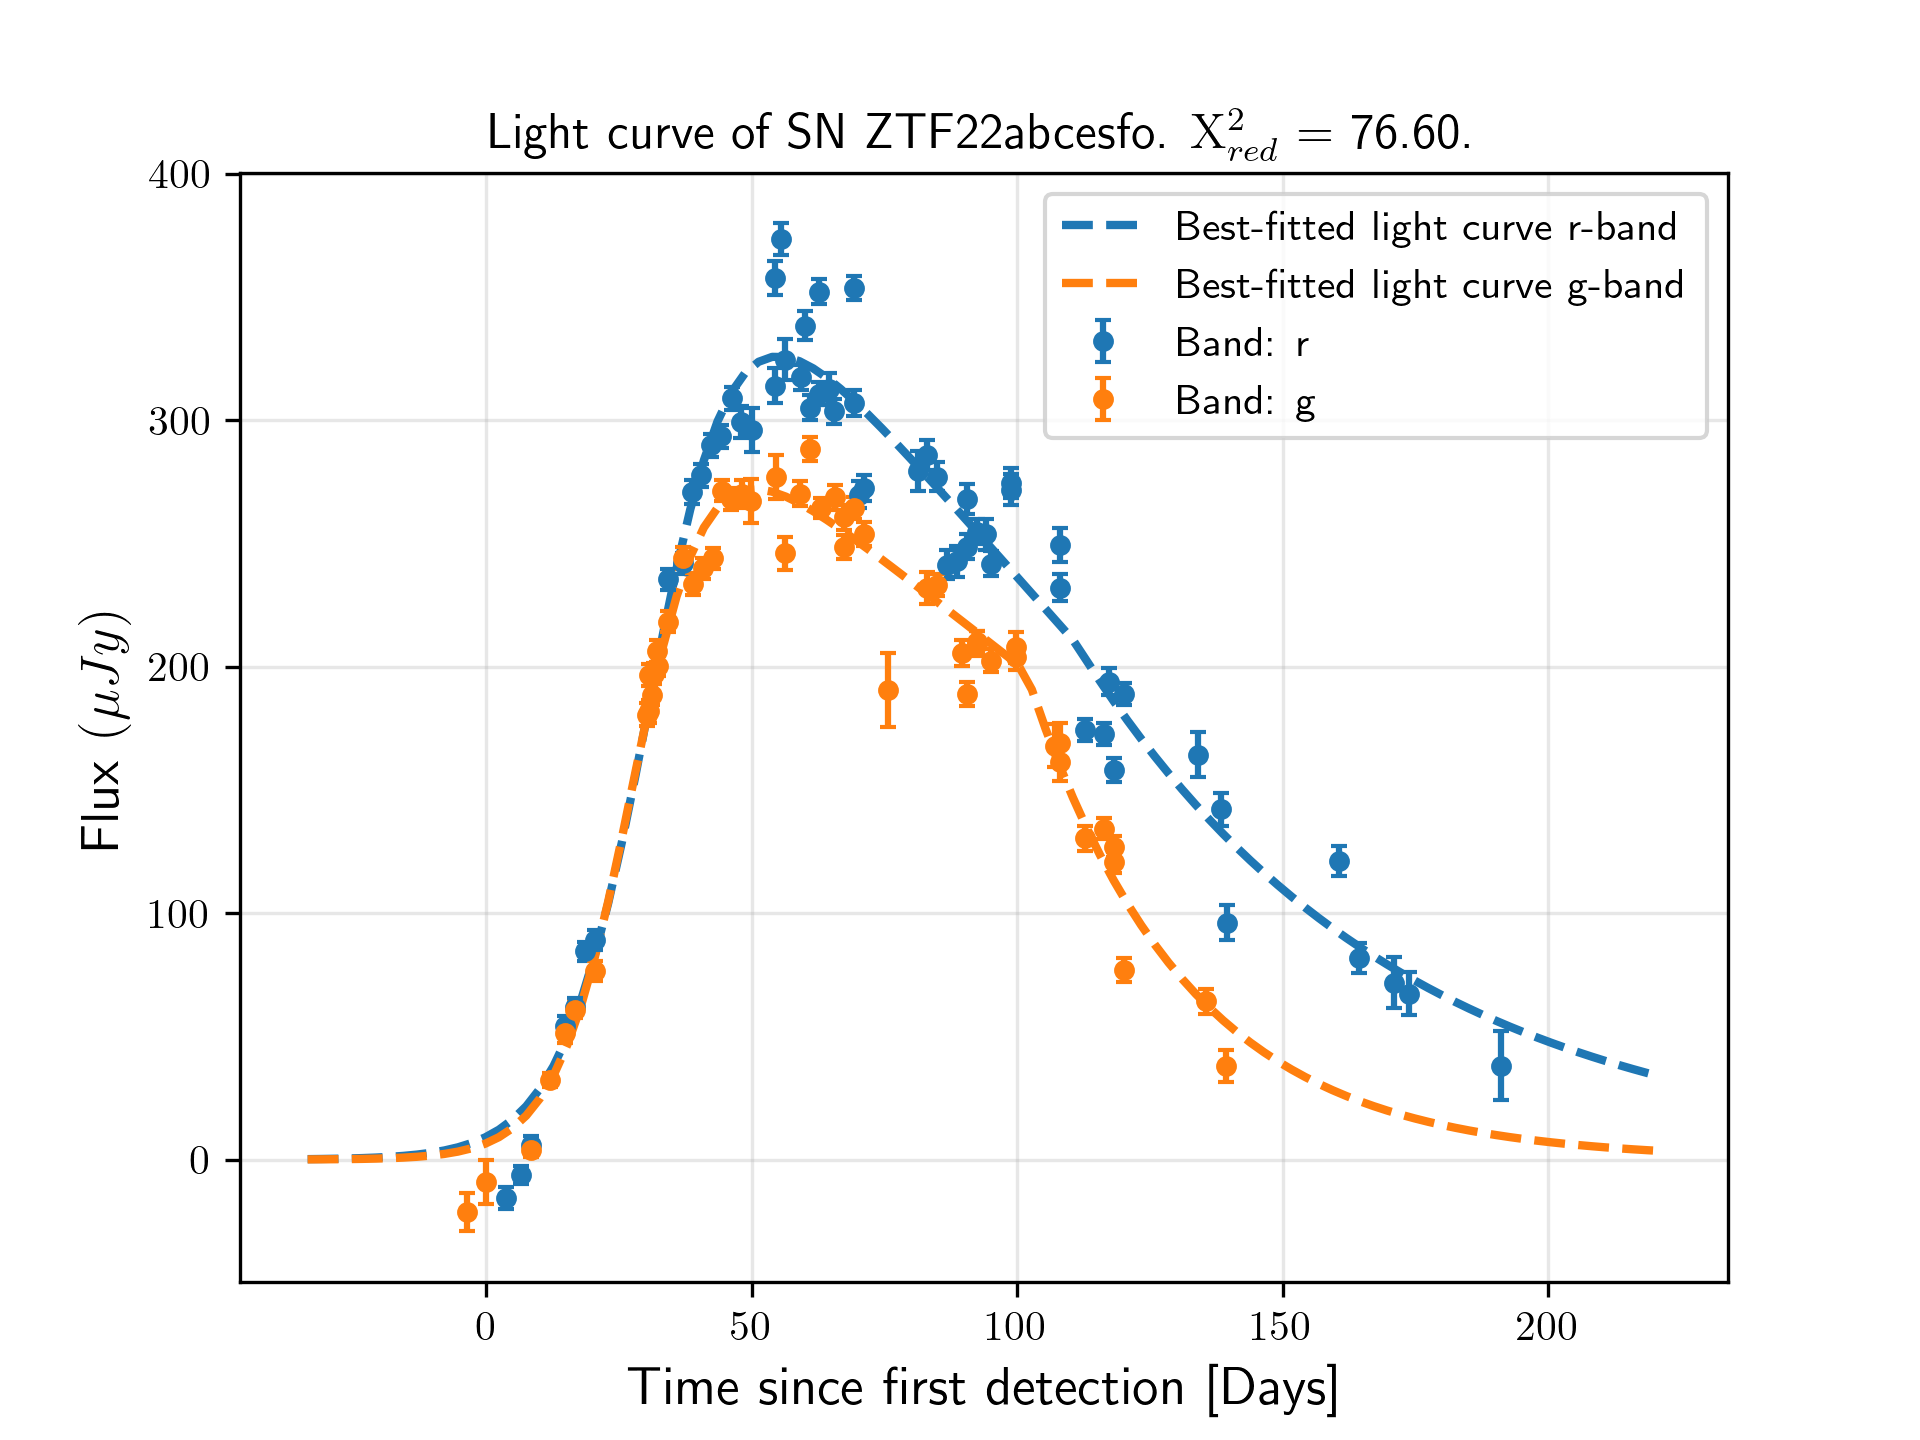 Light curve of SN ZTF22abcesfo. X²_red = 76.60.
400
300
200
100
0
Flux (μJy)
Best-fitted light curve r-band
Best-fitted light curve g-band
Band: r
Band: g
0 50 100 150 200
Time since first detection [Days]